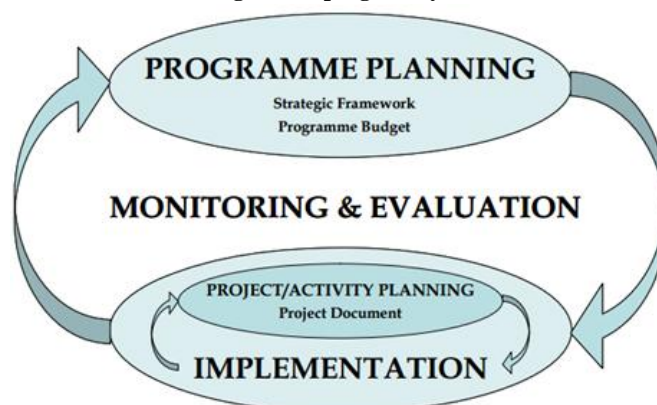 PROGRAMME PLANNING
Strategic Framework
Programme Budget
MONITORING & EVALUATION
PROJECT/ACTIVITY PLANNING
Project Document
IMPLEMENTATION